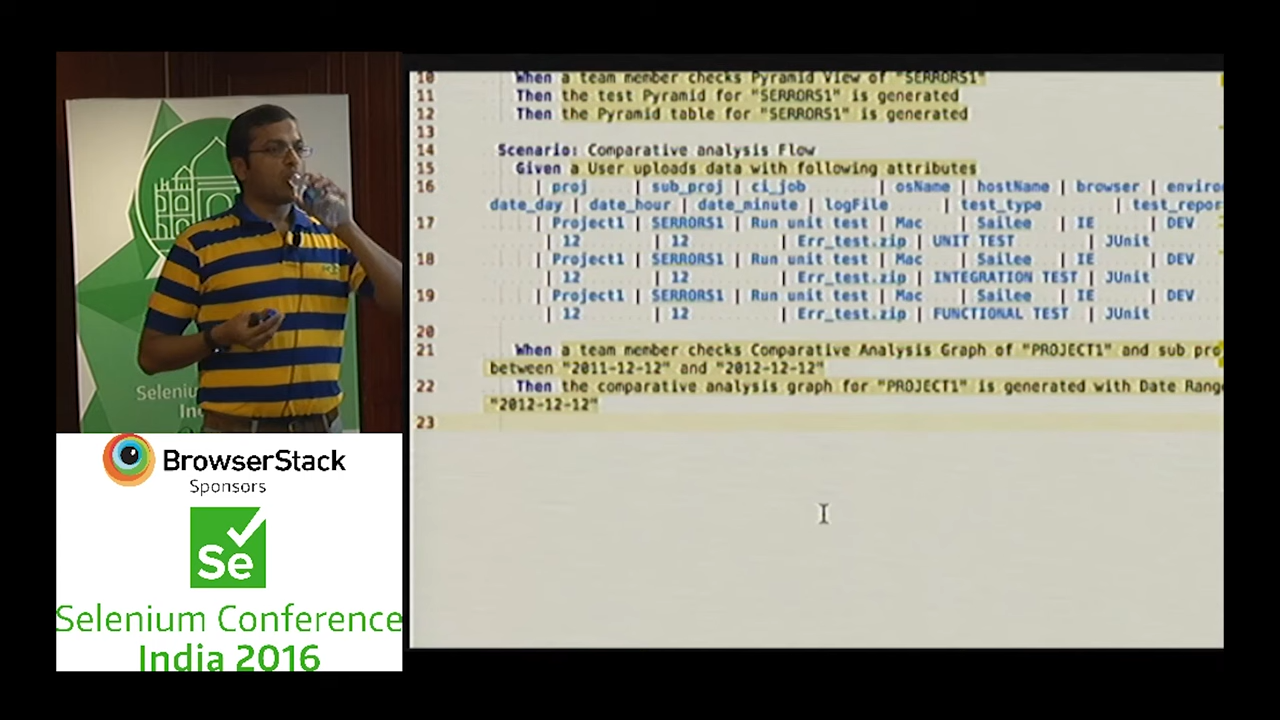 10 When a team member checks Pyramid View of "SERRORS1"
11 Then the test Pyramid for "SERRORS1" is generated
12 Then the Pyramid table for "SERRORS1" is generated
13
14 Scenario: Comparative analysis Flow
15 Given a User uploads data with following attributes
16 | proj | sub_proj | ci_job | osName | hostName | browser | enviro
date_day | date_hour | date_minute | logFile | test_type | test_repor
17 | Project1 | SERRORS1 | Run unit test | Mac | Sailee | IE | DEV
| 12 | 12 | Err_test.zip | UNIT TEST | JUnit
18 | Project1 | SERRORS1 | Run unit test | Mac | Sailee | IE | DEV
| 12 | 12 | Err_test.zip | INTEGRATION TEST | JUnit
19 | Project1 | SERRORS1 | Run unit test | Mac | Sailee | IE | DEV
| 12 | 12 | Err_test.zip | FUNCTIONAL TEST | JUnit
20
21 When a team member checks Comparative Analysis Graph of "PROJECT1" and sub pro
between "2011-12-12" and "2012-12-12"
22 Then the comparative analysis graph for "PROJECT1" is generated with Date Range
"2012-12-12"
23
Selenium
BrowserStack
Sponsors
Se
Selenium Conference
India 2016